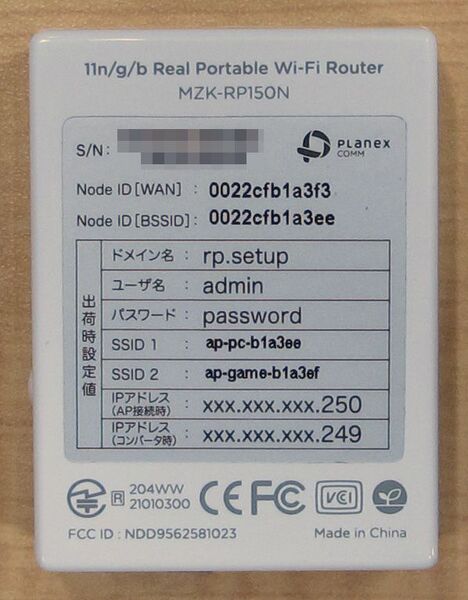 11n/g/b Real Portable Wi-Fi Router
MZK-RP150N
S/N:
PLANEX
COMM
Node ID [WAN] : 0022cfb1a3f3
Node ID [BSSID] : 0022cfb1a3ee
出荷時設定値
ドメイン名 : rp.setup
ユーザ名 : admin
パスワード : password
SSID 1 : ap-pc-b1a3ee
SSID 2 : ap-game-b1a3ef
IPアドレス
(AP接続時) : xxx.xxx.xxx.250
IPアドレス
(コンバータ時) : xxx.xxx.xxx.249
R 204WW
21010300
CE FC VCI
FCC ID : NDD9562581023
Made in China